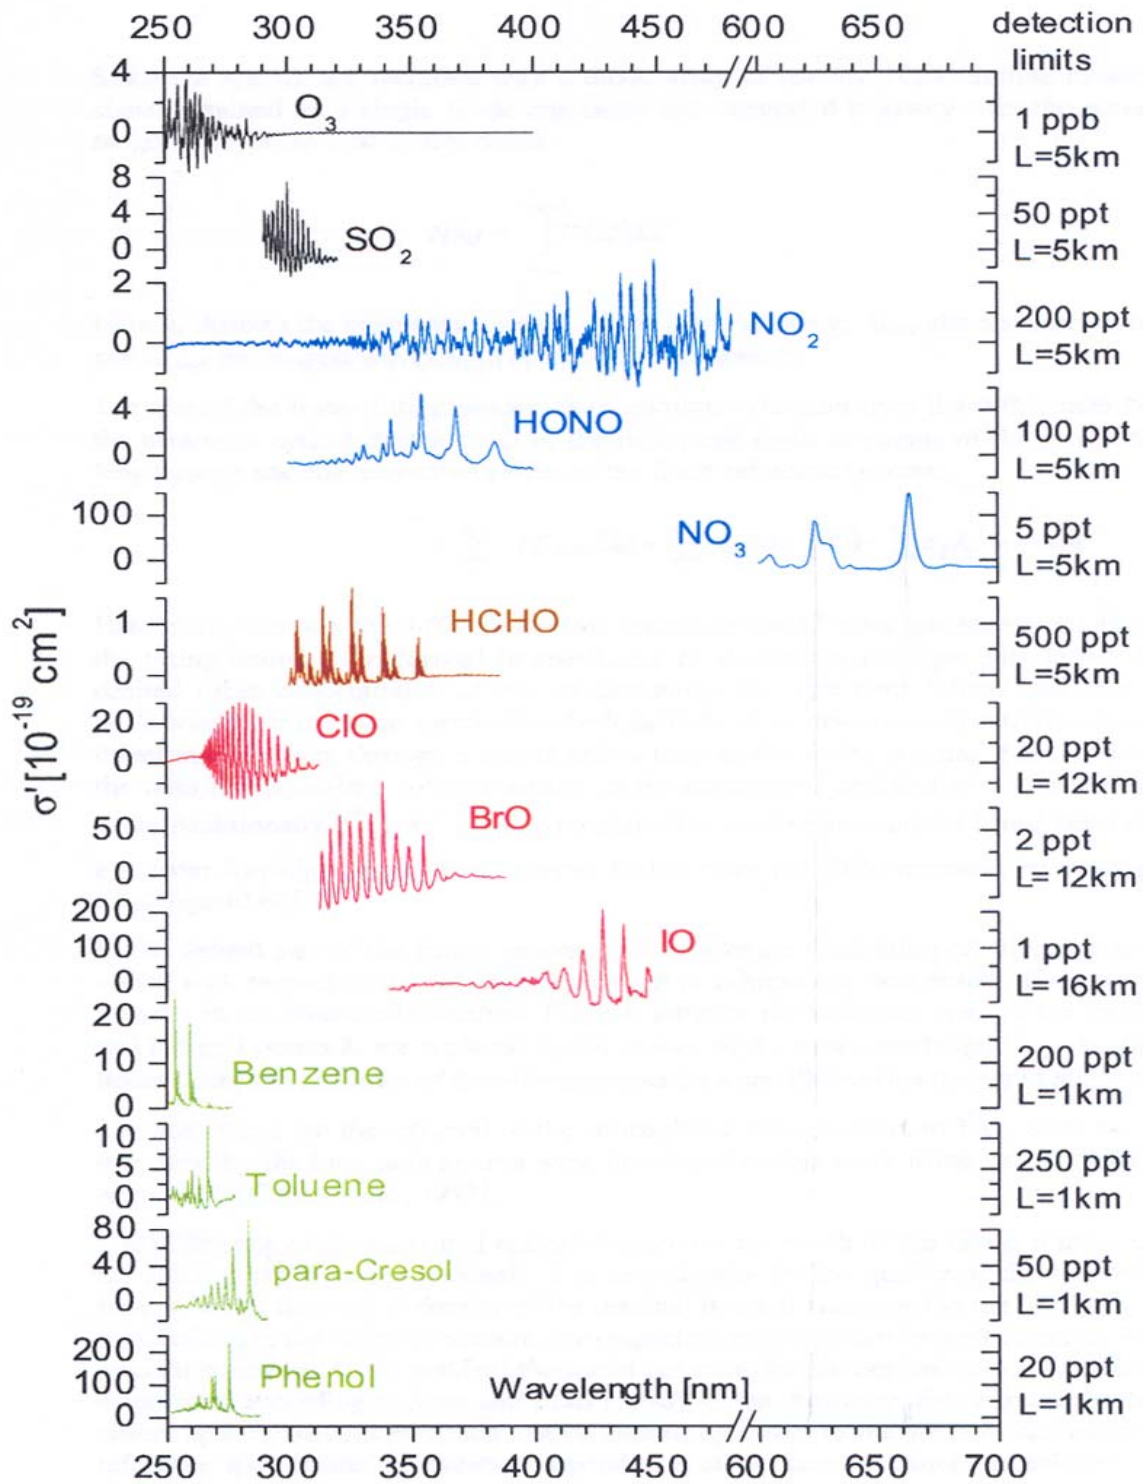 250 300 400 450 600 650 detection limits
4
0
O3
1 ppb
L=5km
8
4
0
SO2
50 ppt
L=5km
2
0
NO2
200 ppt
L=5km
4
0
HONO
100 ppt
L=5km
100
0
NO3
5 ppt
L=5km
1
0
HCHO
500 ppt
L=5km
20
0
ClO
20 ppt
L=12km
5
0
BrO
2 ppt
L=12km
200
100
0
IO
1 ppt
L=16km
20
10
0
Benzene
200 ppt
L=1km
10
5
0
Toluene
250 ppt
L=1km
80
40
0
para-Cresol
50 ppt
L=1km
200
100
0
Phenol
20 ppt
L=1km
σ'[10-19 cm2]
Wavelength [nm]
250 300 350 400 450 600 650 700